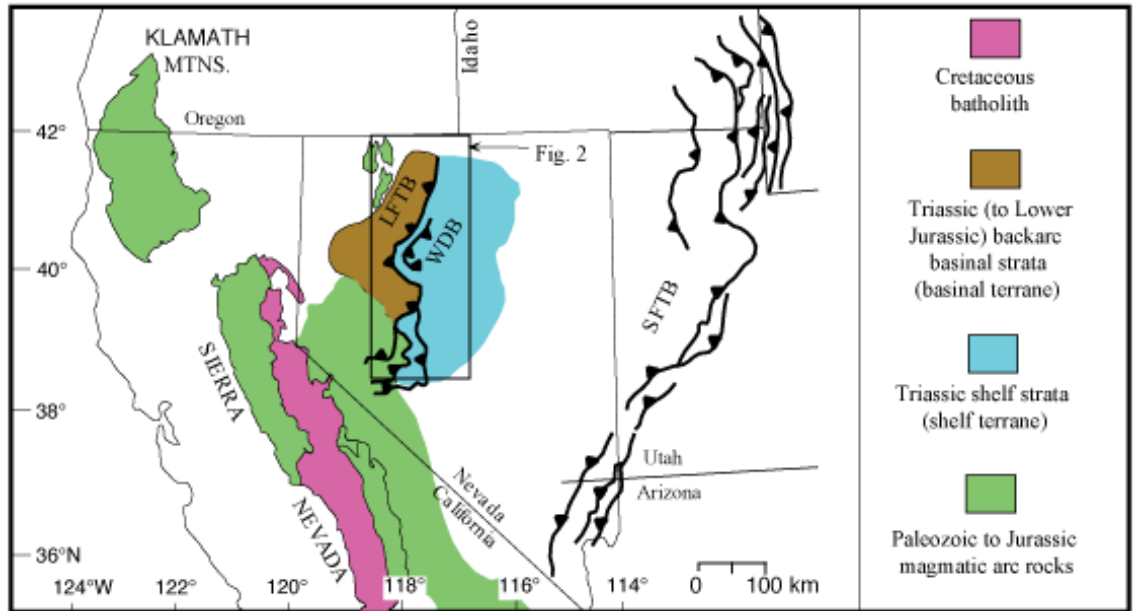 KLAMATH
MTNS.
Idaho
Oregon
42°
Fig. 2
LFTB
WDB
40°
SFTB
SIERRA
38°
NEVADA
Nevada
California
Utah
Arizona
36°N
124°W
122°
120°
118°
116°
114°
0 100 km
Cretaceous
batholith
Triassic (to Lower
Jurassic) backarc
basinal strata
(basinal terrane)
Triassic shelf strata
(shelf terrane)
Paleozoic to Jurassic
magmatic arc rocks